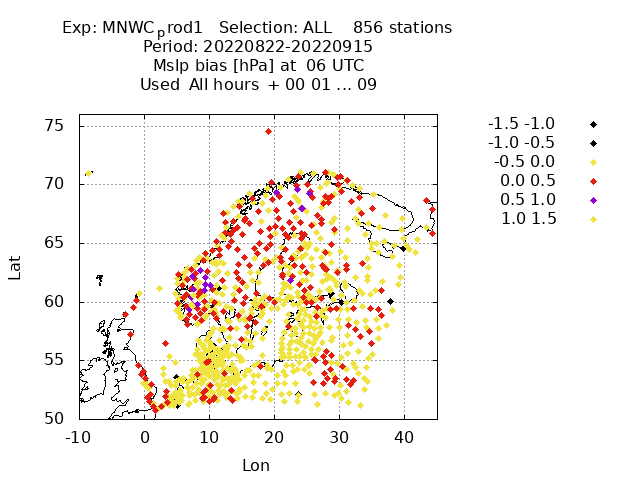 Exp: MNWCprod1 Selection: ALL 856 stations
Period: 20220822-20220915
Mslp bias [hPa] at 06 UTC
Used All hours + 00 01 ... 09
75
70
65
60
55
50
-10 0 10 20 30 40
Lat
Lon
-1.5 -1.0
-1.0 -0.5
-0.5 0.0
0.0 0.5
0.5 1.0
1.0 1.5